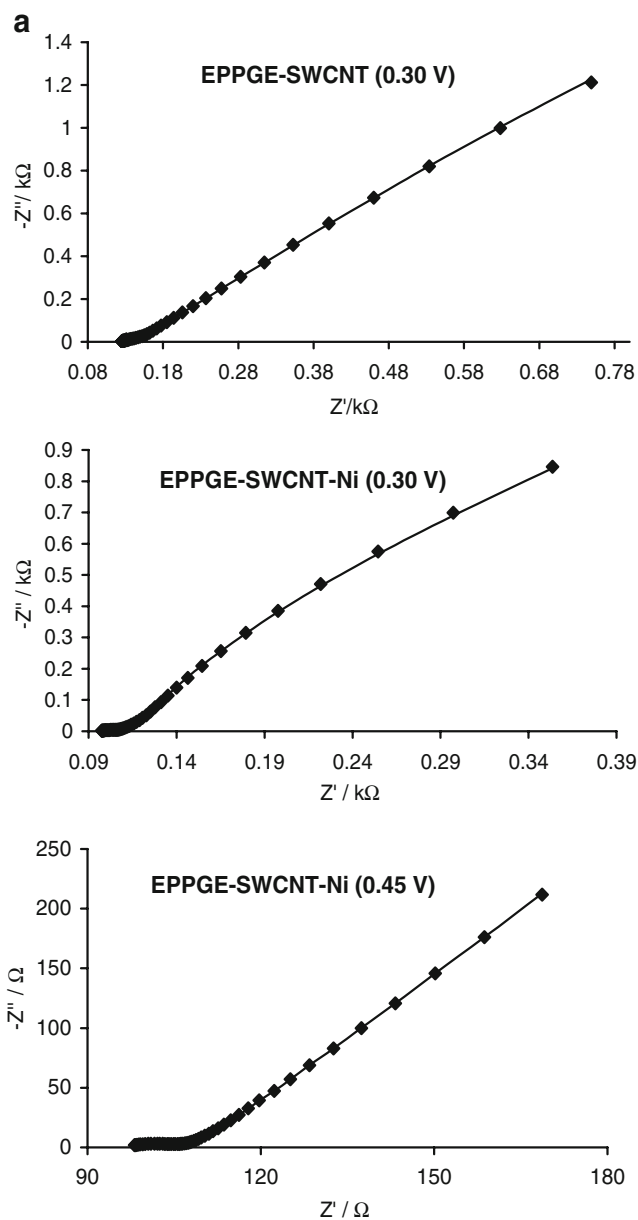 a
EPPGE-SWCNT (0.30 V)
-Z"/ kΩ
1.4
1.2
1
0.8
0.6
0.4
0.2
0
0.08 0.18 0.28 0.38 0.48 0.58 0.68 0.78
Z'/kΩ
EPPGE-SWCNT-Ni (0.30 V)
-Z" / kΩ
0.9
0.8
0.7
0.6
0.5
0.4
0.3
0.2
0.1
0
0.09 0.14 0.19 0.24 0.29 0.34 0.39
Z' / kΩ
EPPGE-SWCNT-Ni (0.45 V)
-Z" / Ω
250
200
150
100
50
0
90 120 150 180
Z' / Ω